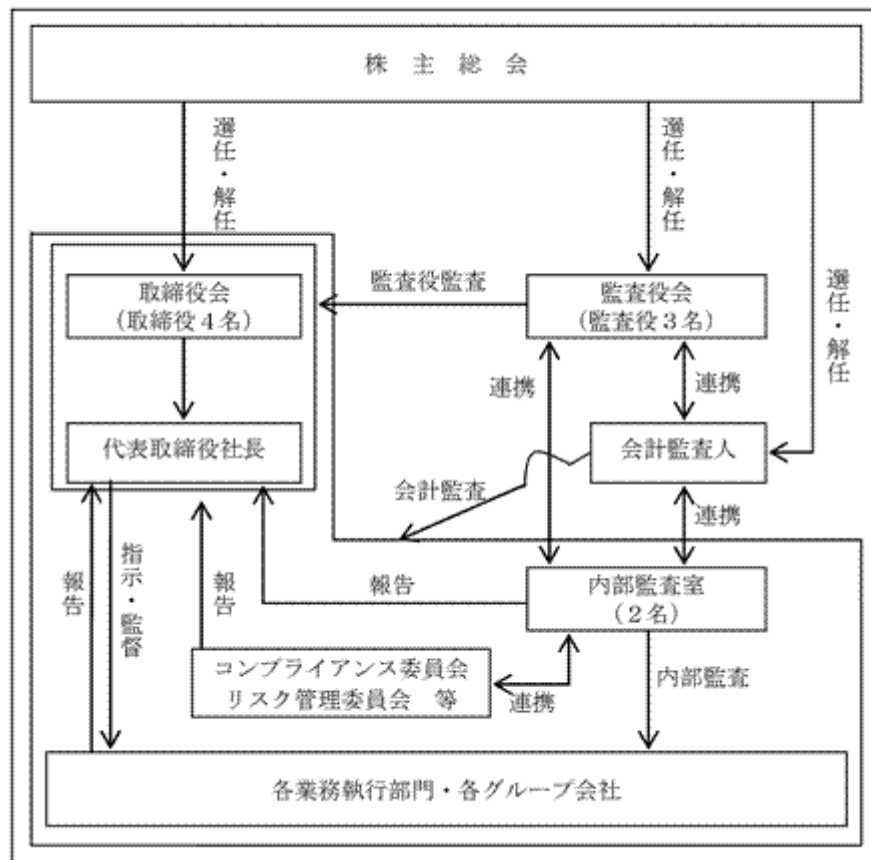 株主総会
選任・解任
選任・解任
選任・解任
取締役会
（取締役４名）
監査役監査
監査役会
（監査役３名）
連携
連携
代表取締役社長
会計監査人
会計監査
連携
報告
指示・監督
報告
報告
内部監査室
（２名）
コンプライアンス委員会
リスク管理委員会　等
連携
内部監査
各業務執行部門・各グループ会社